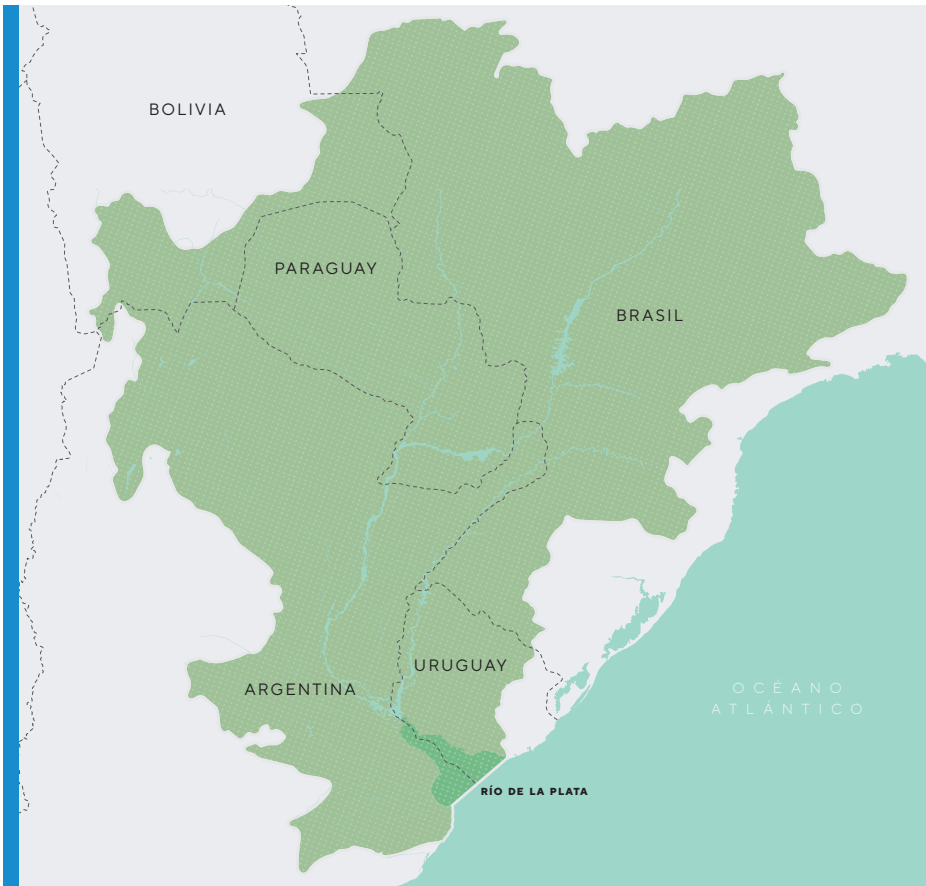 BOLIVIA
PARAGUAY
BRASIL
URUGUAY
ARGENTINA
OCÉANO
ATLÁNTICO
RÍO DE LA PLATA